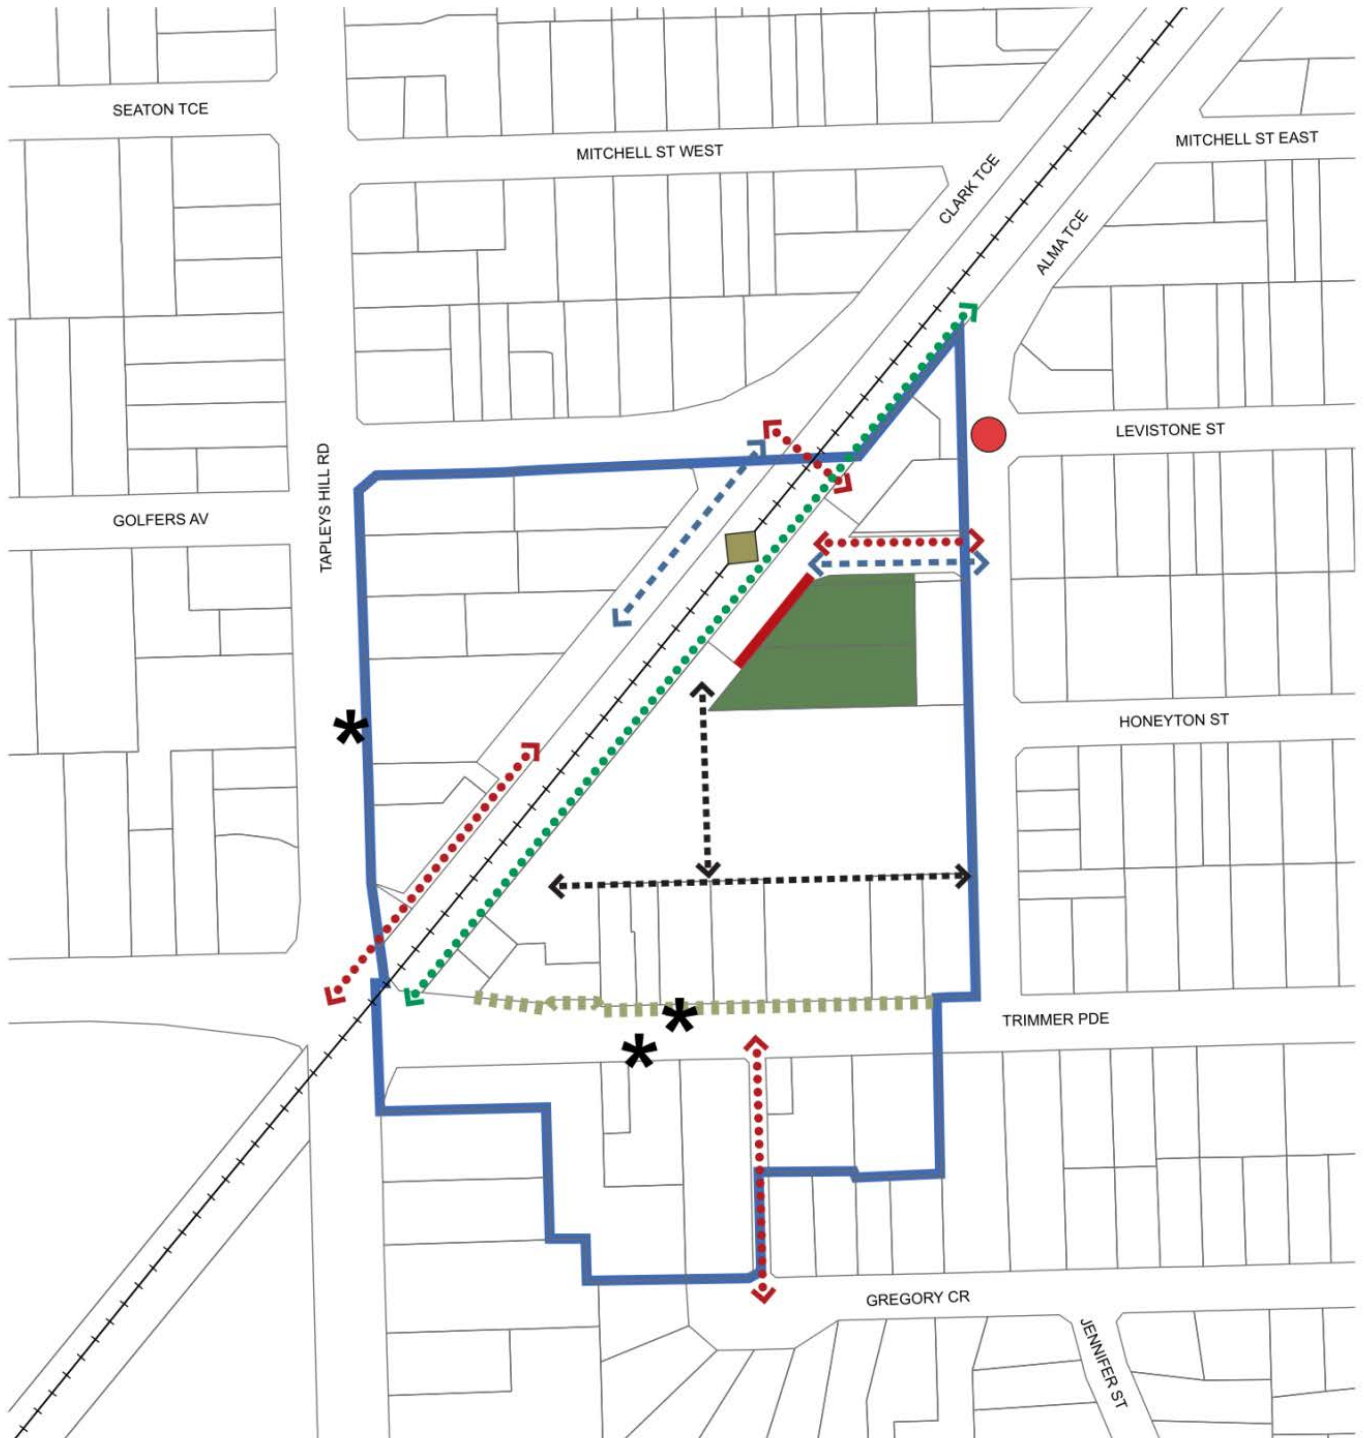 SEATON TCE
MITCHELL ST WEST
MITCHELL ST EAST
CLARK TCE
ALMA TCE
LEVISTONE ST
TAPLEYS HILL RD
GOLFERS AV
HONEYTON ST
TRIMMER PDE
GREGORY CR
JENNIFER ST